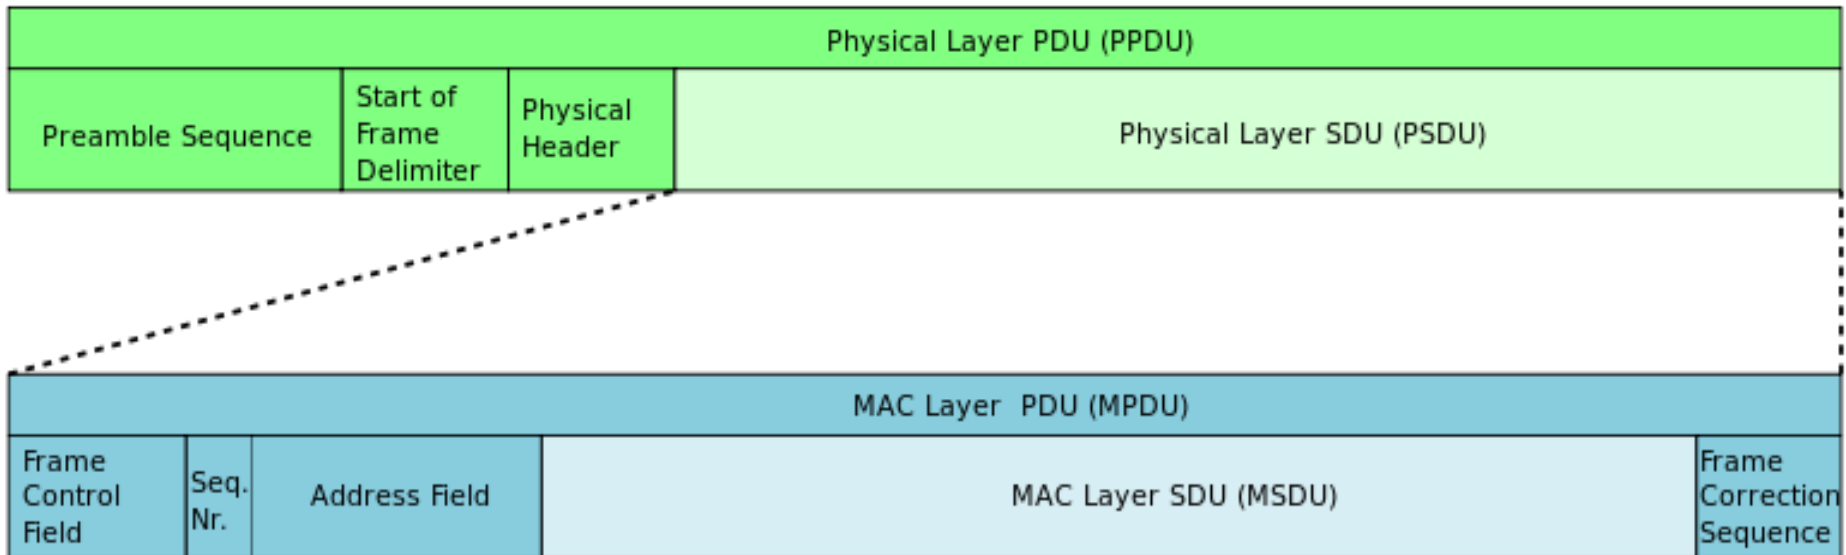 Physical Layer PDU (PPDU)
Preamble Sequence
Start of
Frame
Delimiter
Physical
Header
Physical Layer SDU (PSDU)
MAC Layer  PDU (MPDU)
Frame
Control
Field
Seq.
Nr.
Address Field
MAC Layer SDU (MSDU)
Frame
Correction
Sequence